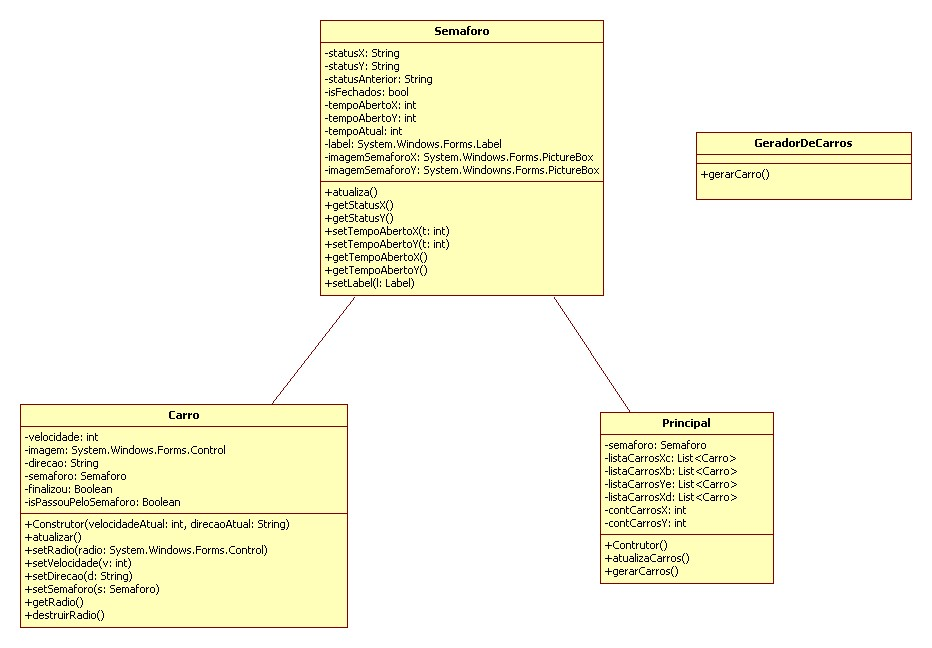 Semaforo
-statusX: String
-statusY: String
-statusAnterior: String
-isFechados: bool
-tempoAbertoX: int
-tempoAbertoY: int
-tempoAtual: int
-label: System.Windows.Forms.Label
-imagemSemaforoX: System.Windows.Forms.PictureBox
-imagemSemaforoY: System.Windowns.Forms.PictureBox
+atualiza()
+getStatusX()
+getStatusY()
+setTempoAbertoX(t: int)
+setTempoAbertoY(t: int)
+getTempoAbertoX()
+getTempoAbertoY()
+setLabel(l: Label)
GeradorDeCarros
+gerarCarro()
Carro
-velocidade: int
-imagem: System.Windows.Forms.Control
-direcao: String
-semaforo: Semaforo
-finalizou: Boolean
-isPassouPeloSemaforo: Boolean
+Construtor(velocidadeAtual: int, direcaoAtual: String)
+atualizar()
+setRadio(radio: System.Windows.Forms.Control)
+setVelocidade(v: int)
+setDirecao(d: String)
+setSemaforo(s: Semaforo)
+getRadio()
+destruirRadio()
Principal
-semaforo: Semaforo
-listaCarrosXc: List<Carro>
-listaCarrosXb: List<Carro>
-listaCarrosYe: List<Carro>
-listaCarrosXd: List<Carro>
-contCarrosX: int
-contCarrosY: int
+Contrutor()
+atualizaCarros()
+gerarCarros()